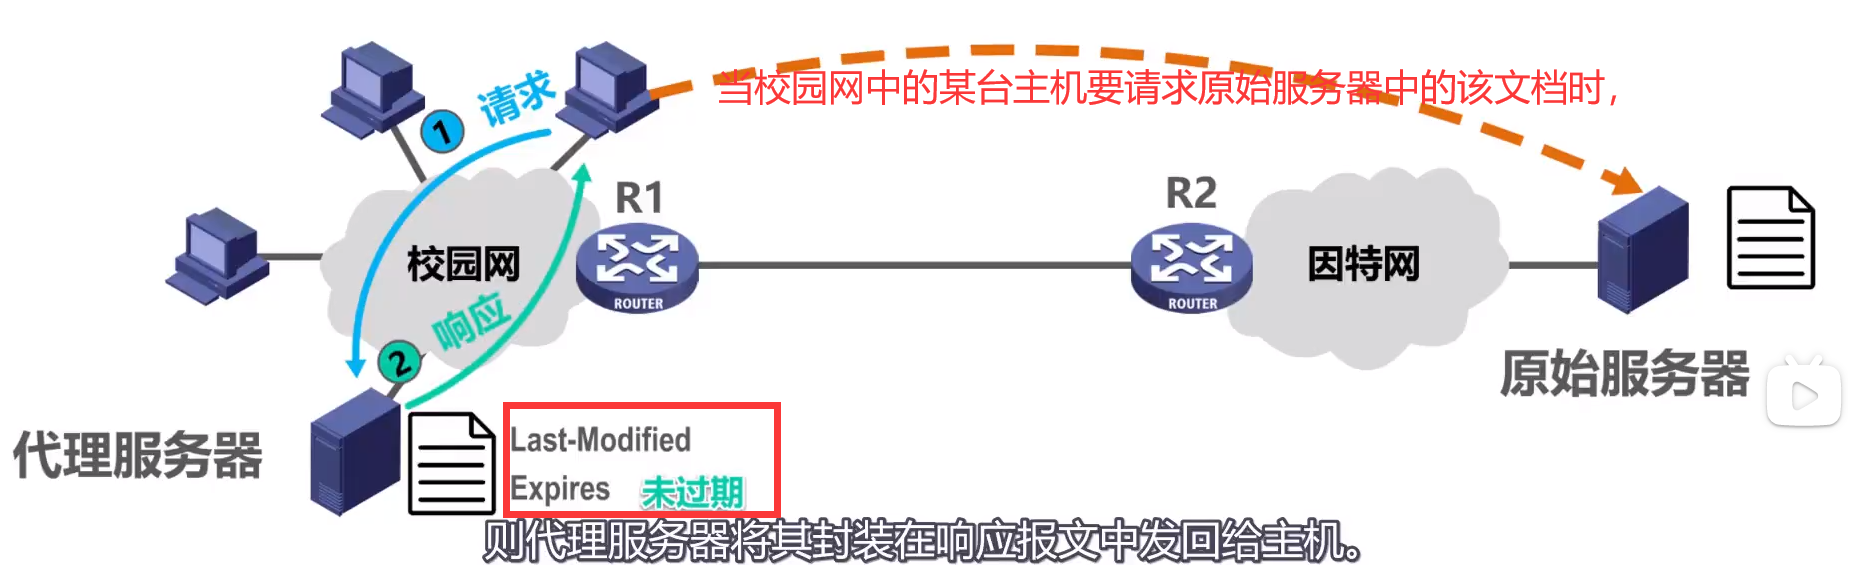 当校园网中的某台主机要请求原始服务器中的该文档时，
1 请求
R1
R2
校园网
因特网
ROUTER
ROUTER
响应
2
原始服务器
代理服务器
Last-Modified
Expires 未过期
则代理服务器将其封装在响应报文中发回给主机。